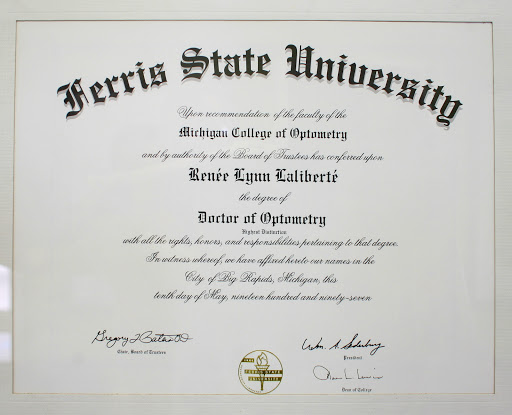 Ferris State University
Upon recommendation of the faculty of the
Michigan College of Optometry
and by authority of the Board of Trustees has conferred upon
Renée Lynn Laliberté
the degree of
Doctor of Optometry
Highest Distinction
with all the rights, honors, and responsibilities pertaining to that degree.
In witness whereof, we have affixed hereto our names in the
City of Big Rapids, Michigan, this
tenth day of May, nineteen hundred and ninety-seven
Chair, Board of Trustees
President
Dean of College
FERRIS STATE
UNIVERSITY